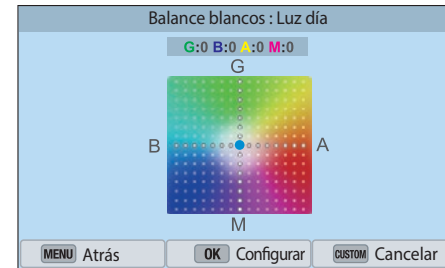 Balance blancos : Luz día
G:0 B:0 A:0 M:0
G
B A
M
MENU Atrás OK Configurar CUSTOM Cancelar